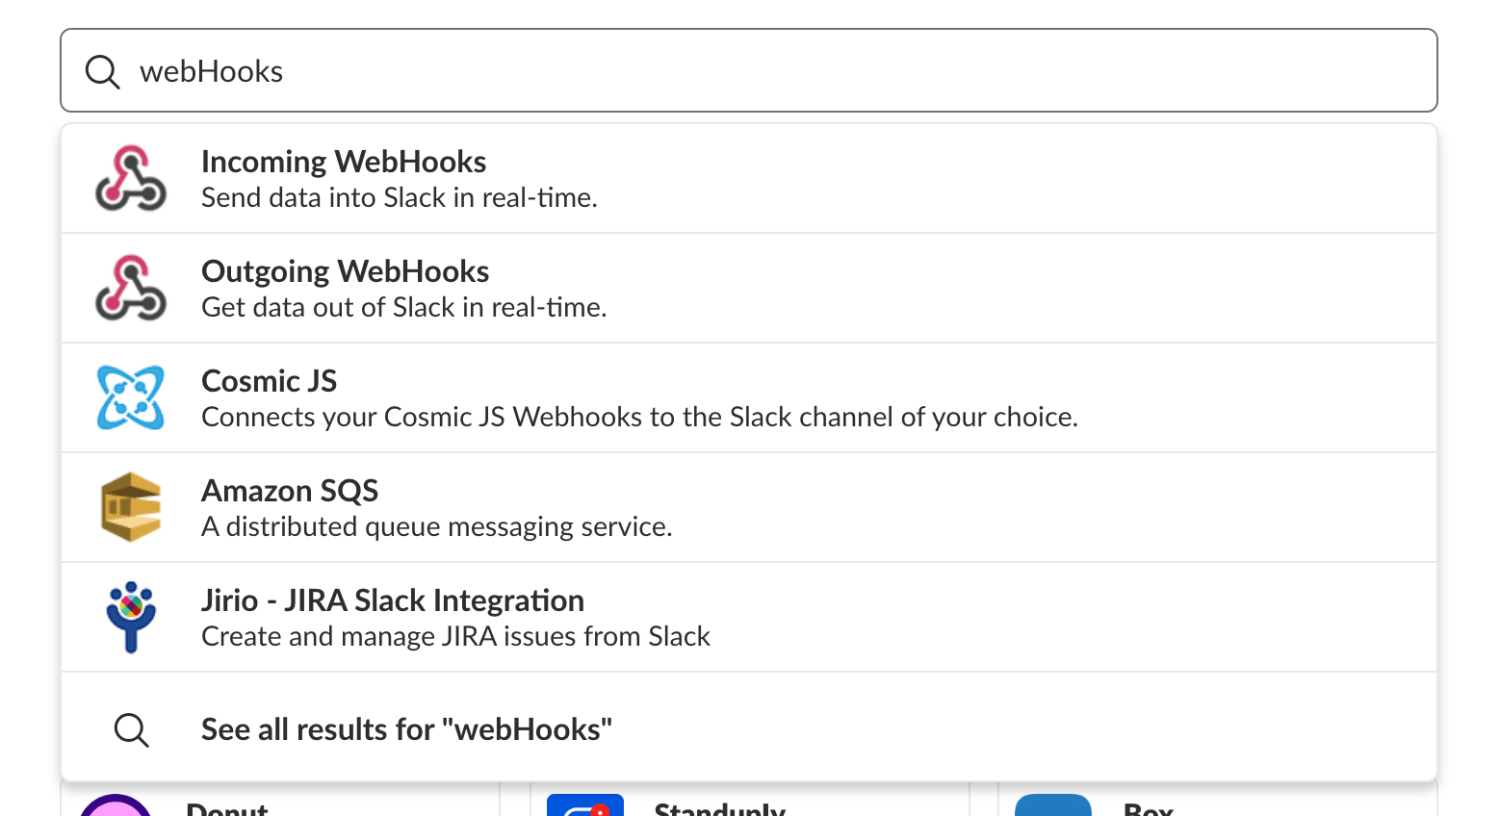 webHooks
Incoming WebHooks
Send data into Slack in real-time.
Outgoing WebHooks
Get data out of Slack in real-time.
Cosmic JS
Connects your Cosmic JS Webhooks to the Slack channel of your choice.
Amazon SQS
A distributed queue messaging service.
Jirio - JIRA Slack Integration
Create and manage JIRA issues from Slack
See all results for "webHooks"
Donut Standuply Box